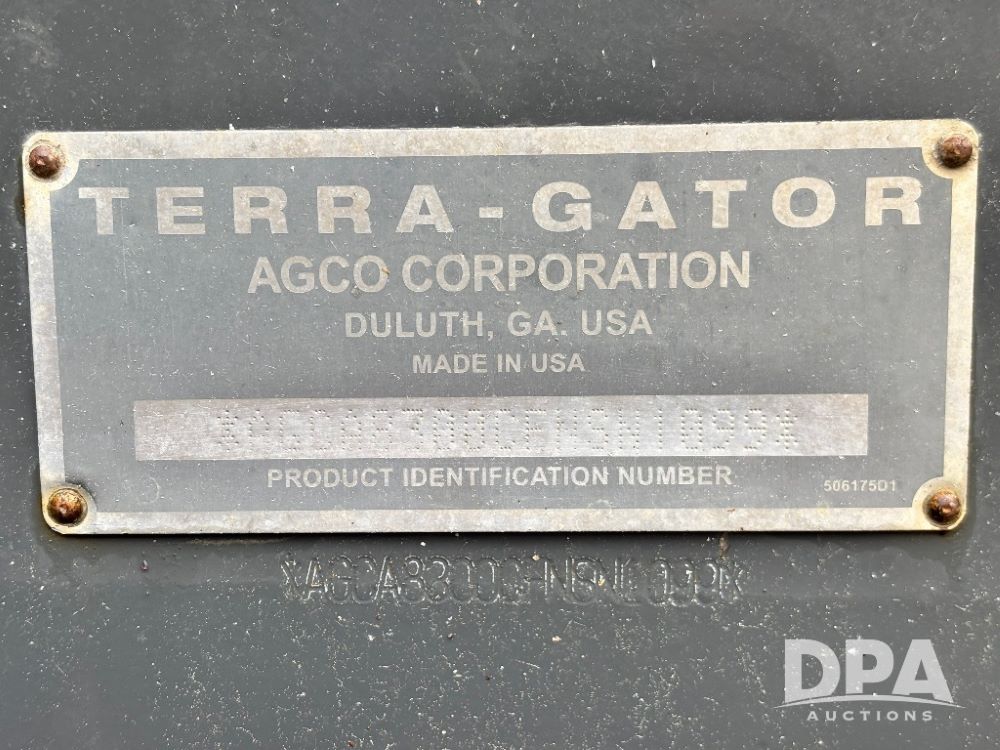 TERRA-GATOR
AGCO CORPORATION
DULUTH, GA. USA
MADE IN USA
PRODUCT IDENTIFICATION NUMBER
506175D1
DPA
AUCTIONS